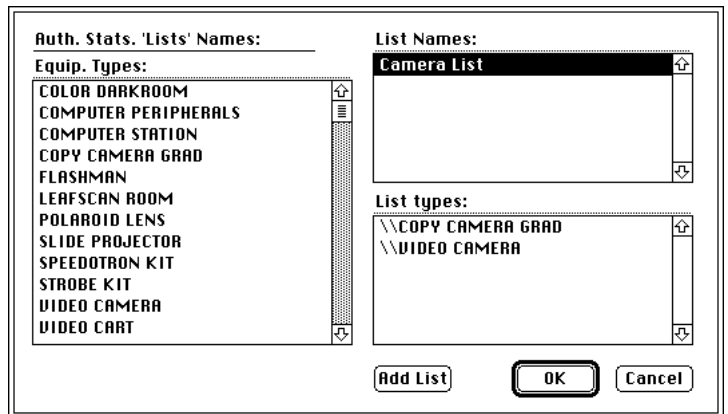 Auth. Stats. 'Lists' Names:
Equip. Types:
COLOR DARKROOM
COMPUTER PERIPHERALS
COMPUTER STATION
COPY CAMERA GRAD
FLASHMAN
LEAFSCAN ROOM
POLAROID LENS
SLIDE PROJECTOR
SPEEDOTRON KIT
STROBE KIT
VIDEO CAMERA
VIDEO CART
List Names:
Camera List
List types:
\\COPY CAMERA GRAD
\\VIDEO CAMERA
Add List
OK
Cancel